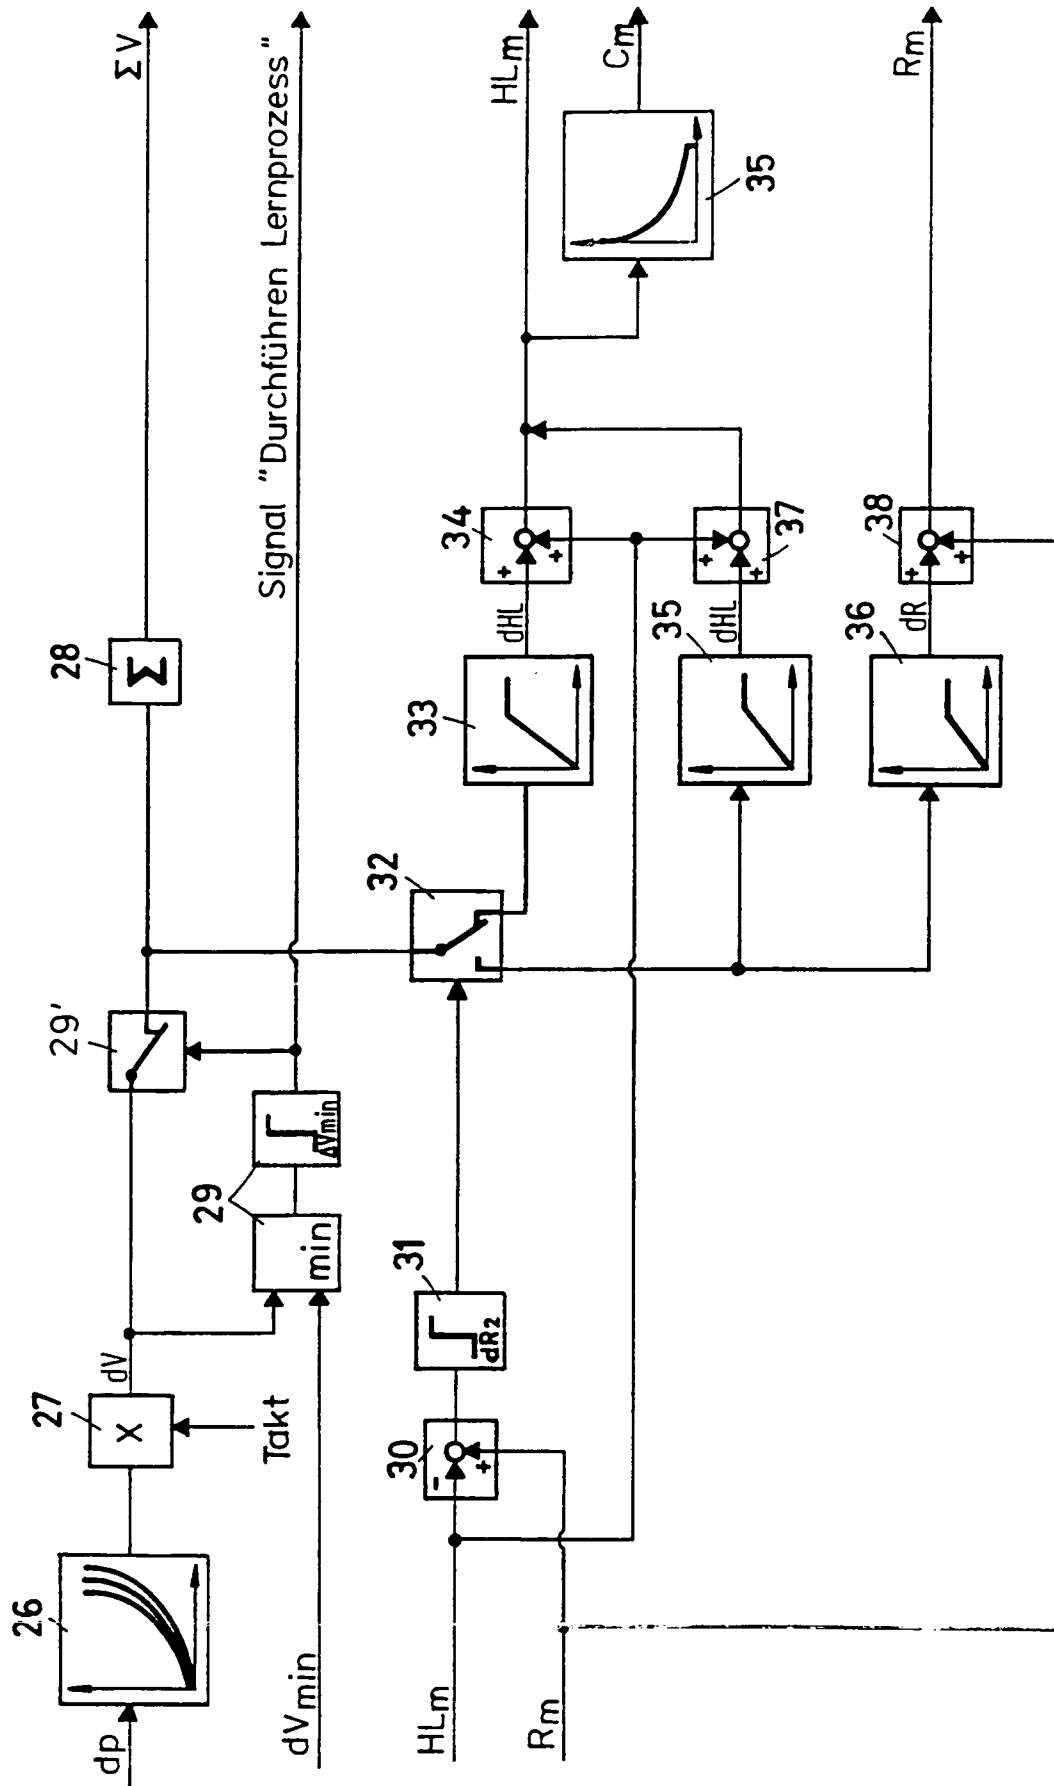 dp
26
27
X
Takt
dV
29'
28
Σ
ΣV
dVmin
min
29
ΔVmin
Signal "Durchführen Lernprozess"
HLm
Rm
30
-
+
31
dR2
32
33
dHL
34
+
+
HLm
35
Cm
35
dHL
37
+
+
36
dR
38
+
+
Rm